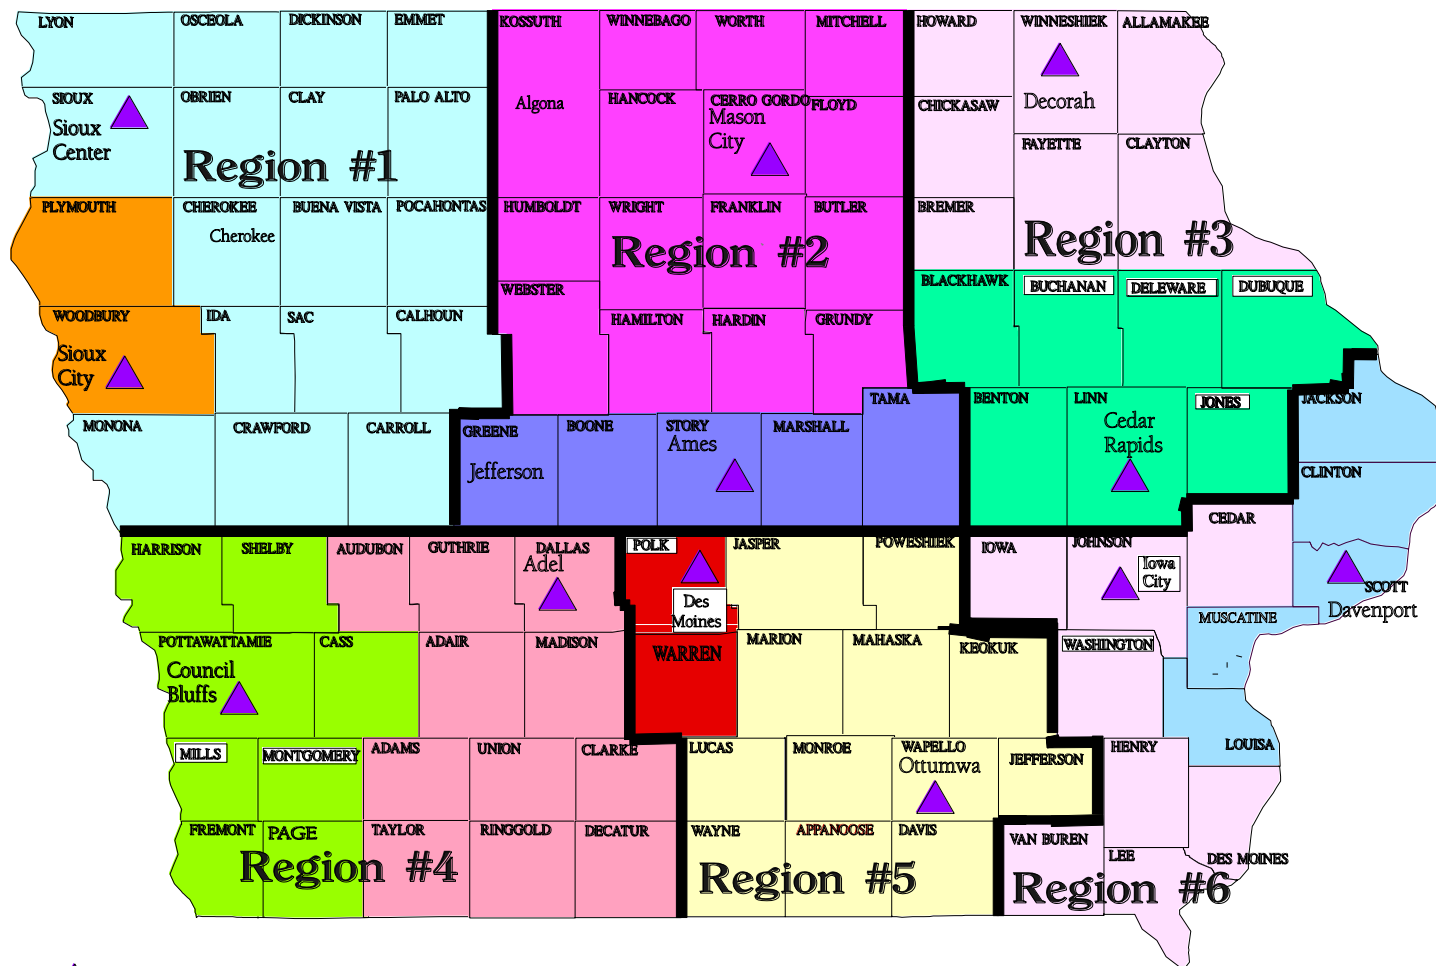 LYON
OSCEOLA
DICKINSON
EMMET
KOSSUTH
WINNEBAGO
WORTH
MITCHELL
HOWARD
WINNESHIEK
ALLAMAKEE
SIOUX
Sioux
Center
OBRIEN
CLAY
PALO ALTO
Algona
HANCOCK
CERRO GORDO
Mason
City
FLOYD
CHICKASAW
Decorah
FAYETTE
CLAYTON
Region #1
PLYMOUTH
CHEROKEE
Cherokee
BUENA VISTA
POCAHONTAS
HUMBOLDT
WRIGHT
FRANKLIN
BUTLER
BREMER
Region #2
Region #3
WEBSTER
BLACKHAWK
BUCHANAN
DELEWARE
DUBUQUE
WOODBURY
Sioux
City
IDA
SAC
CALHOUN
HAMILTON
HARDIN
GRUNDY
MONONA
CRAWFORD
CARROLL
GREENE
Jefferson
BOONE
STORY
Ames
MARSHALL
TAMA
BENTON
LINN
Cedar
Rapids
JONES
JACKSON
CLINTON
CEDAR
HARRISON
SHELBY
AUDUBON
GUTHRIE
DALLAS
Adel
POLK
Des
Moines
JASPER
POWESHIEK
IOWA
JOHNSON
Iowa
City
SCOTT
Davenport
MUSCATINE
POTTAWATTAMIE
Council
Bluffs
CASS
ADAIR
MADISON
WARREN
MARION
MAHASKA
KEOKUK
WASHINGTON
LOUISA
MILLS
MONTGOMERY
ADAMS
UNION
CLARKE
LUCAS
MONROE
WAPELLO
Ottumwa
JEFFERSON
HENRY
FREMONT
PAGE
TAYLOR
RINGGOLD
DECATUR
WAYNE
APPANOOSE
DAVIS
VAN BUREN
LEE
DES MOINES
Region #4
Region #5
Region #6